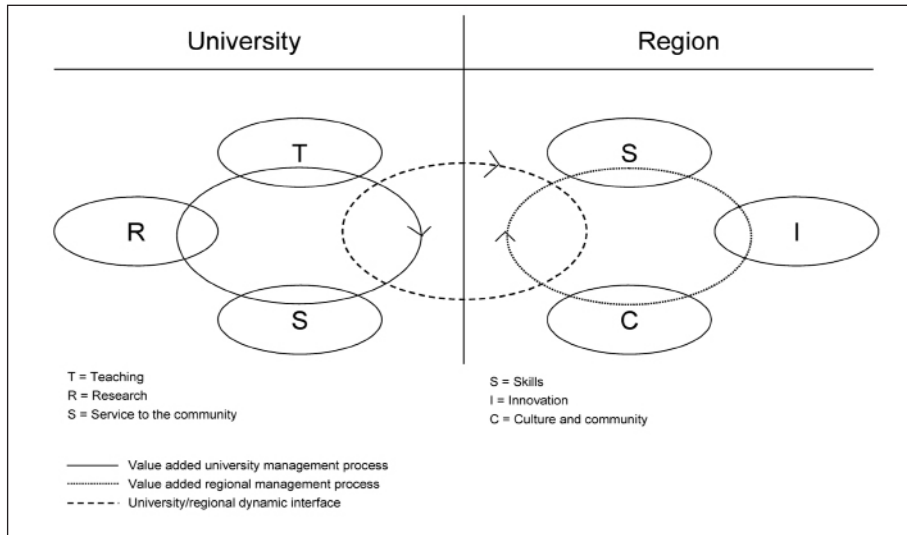 University
Region
T
S
R
I
S
C
T = Teaching
R = Research
S = Service to the community
S = Skills
I = Innovation
C = Culture and community
Value added university management process
Value added regional management process
University/regional dynamic interface